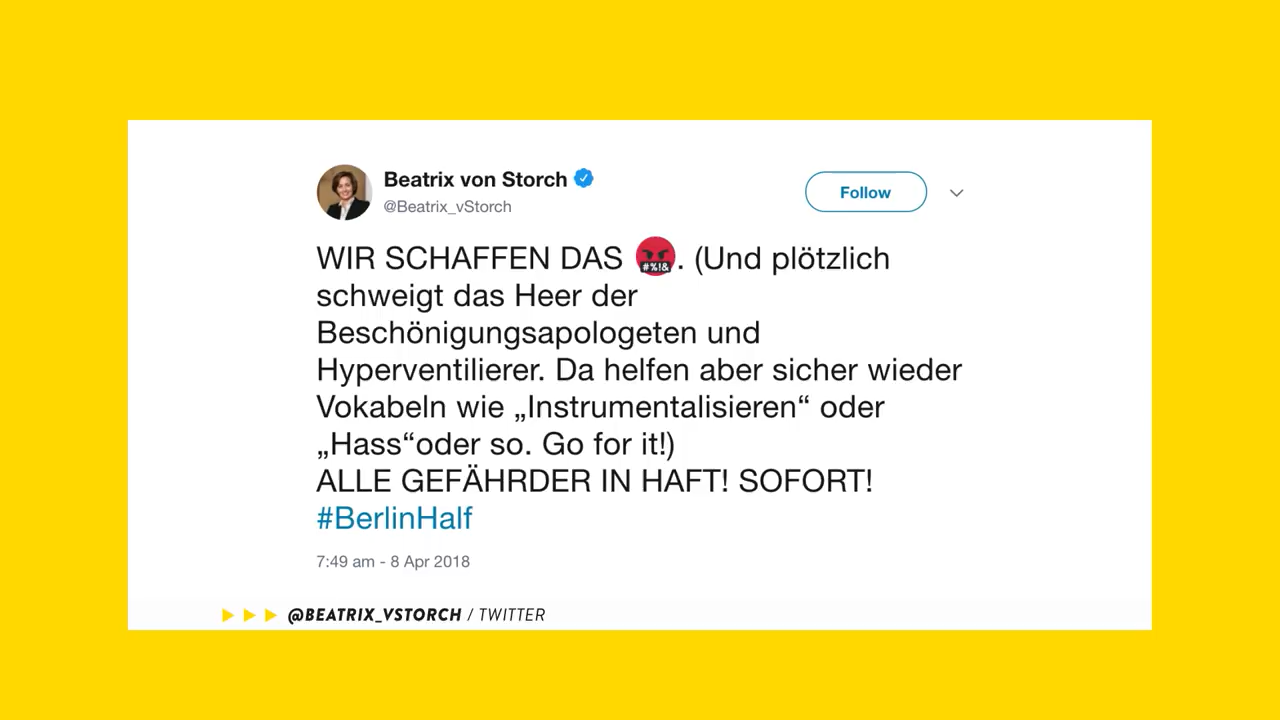 Beatrix von Storch
@Beatrix_vStorch
Follow
WIR SCHAFFEN DAS 🤬. (Und plötzlich
schweigt das Heer der
Beschönigungsapologeten und
Hyperventilierer. Da helfen aber sicher wieder
Vokabeln wie „Instrumentalisieren“ oder
„Hass“oder so. Go for it!)
ALLE GEFÄHRDER IN HAFT! SOFORT!
#BerlinHalf
7:49 am - 8 Apr 2018
@BEATRIX_VSTORCH / TWITTER